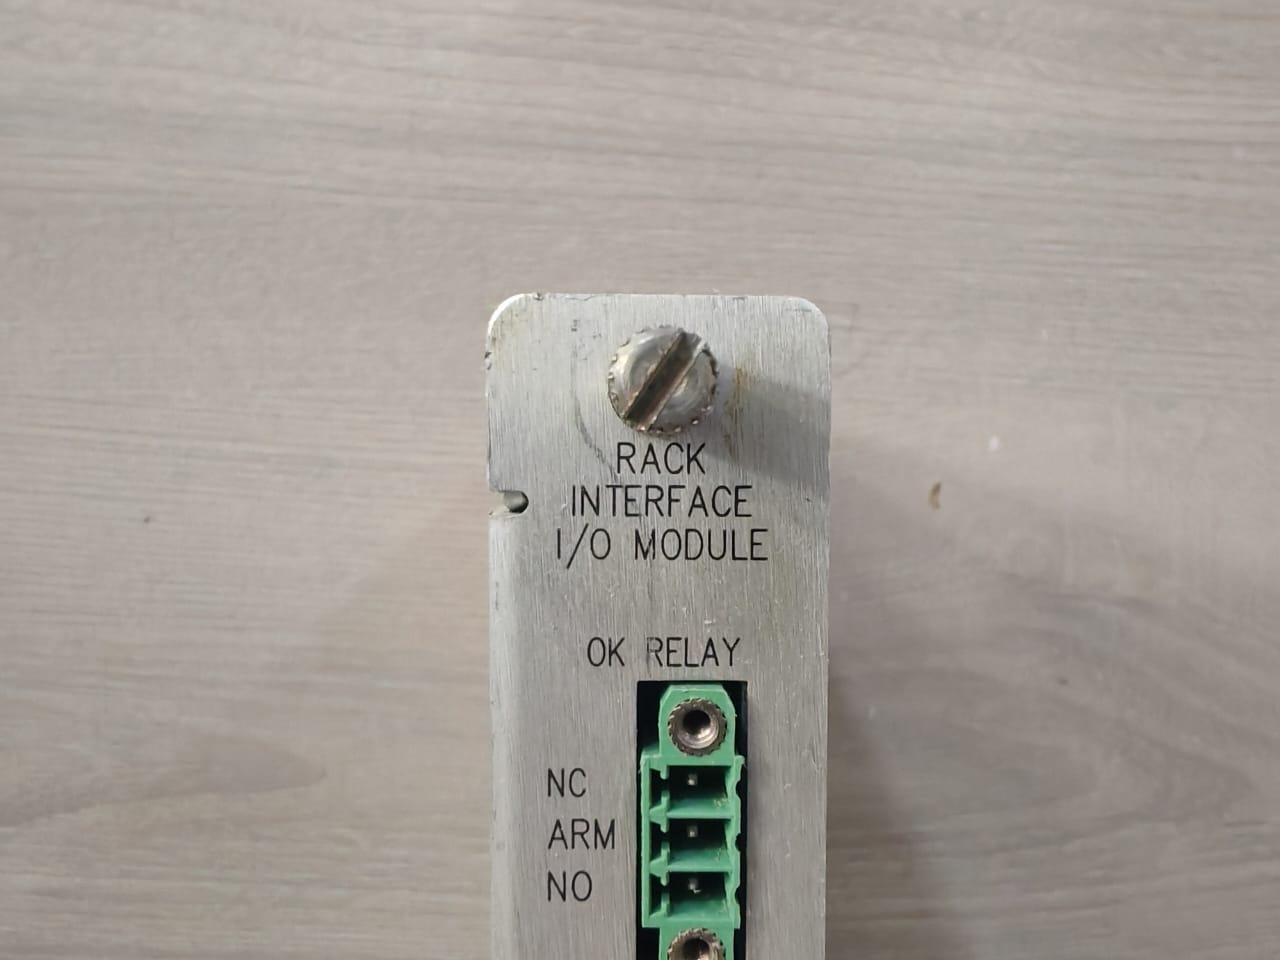 RACK
INTERFACE
I/O MODULE
OK RELAY
NC
ARM
NO